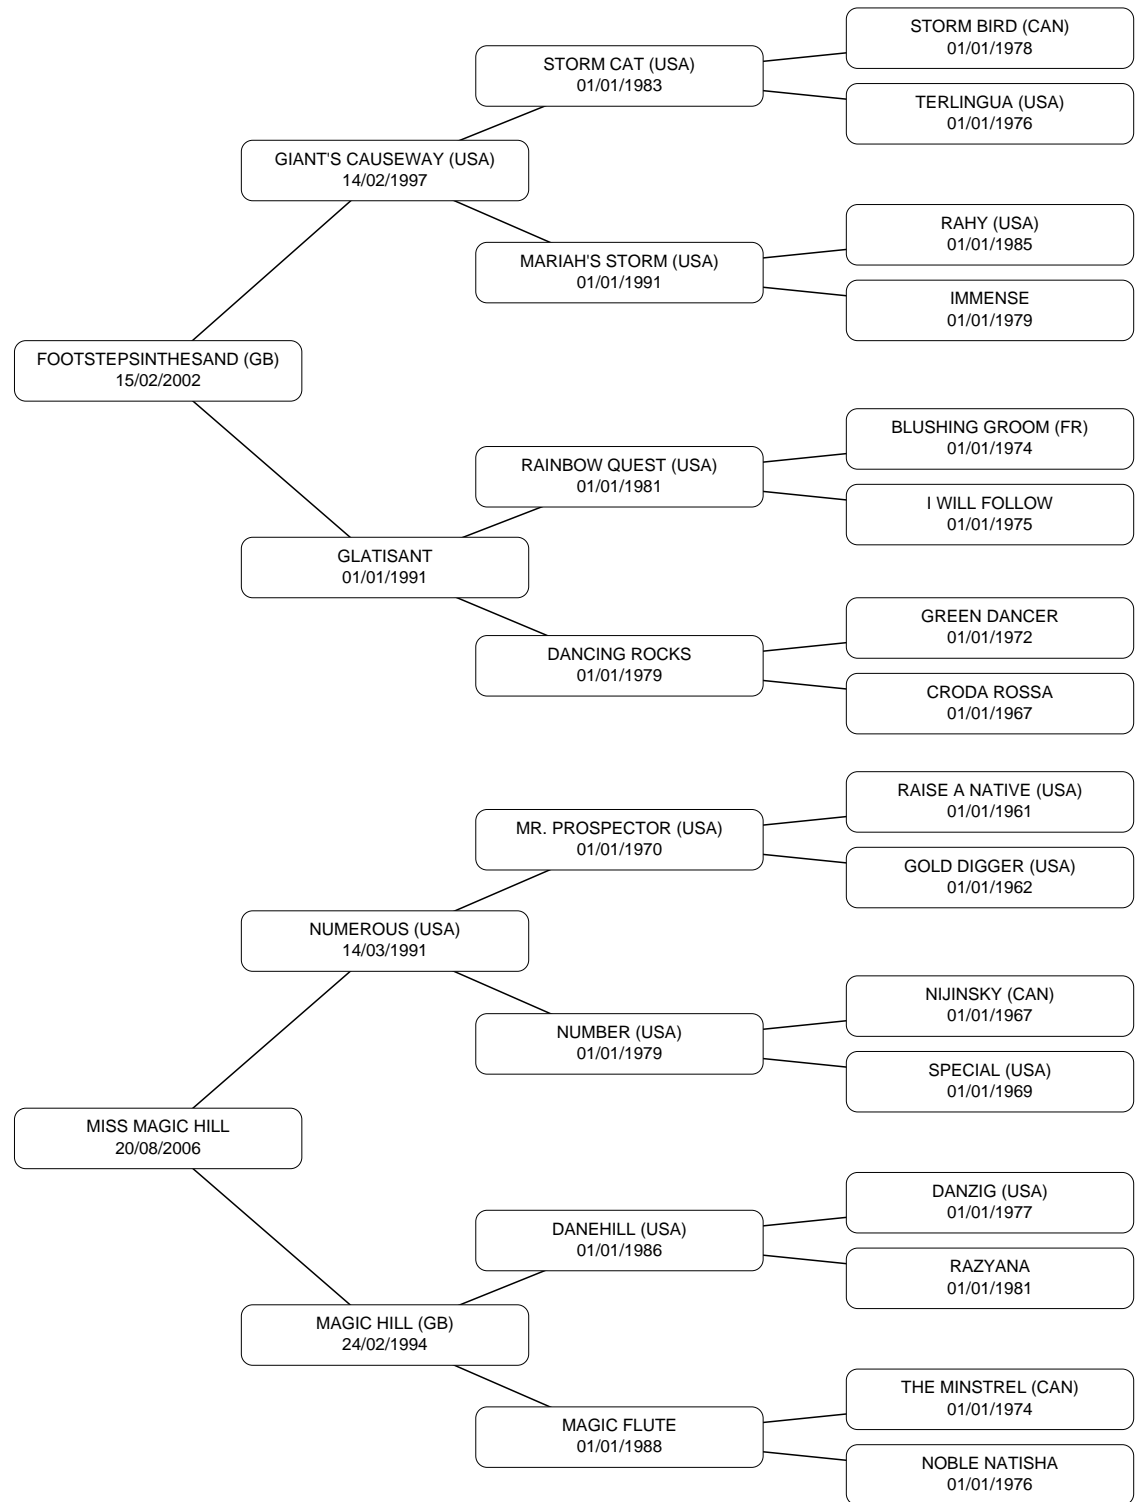 STORM BIRD (CAN)
01/01/1978
STORM CAT (USA)
01/01/1983
TERLINGUA (USA)
01/01/1976
GIANT'S CAUSEWAY (USA)
14/02/1997
RAHY (USA)
01/01/1985
MARIAH'S STORM (USA)
01/01/1991
IMMENSE
01/01/1979
FOOTSTEPSINTHESAND (GB)
15/02/2002
BLUSHING GROOM (FR)
01/01/1974
RAINBOW QUEST (USA)
01/01/1981
I WILL FOLLOW
01/01/1975
GLATISANT
01/01/1991
GREEN DANCER
01/01/1972
DANCING ROCKS
01/01/1979
CRODA ROSSA
01/01/1967
RAISE A NATIVE (USA)
01/01/1961
MR. PROSPECTOR (USA)
01/01/1970
GOLD DIGGER (USA)
01/01/1962
NUMEROUS (USA)
14/03/1991
NIJINSKY (CAN)
01/01/1967
NUMBER (USA)
01/01/1979
SPECIAL (USA)
01/01/1969
MISS MAGIC HILL
20/08/2006
DANZIG (USA)
01/01/1977
DANEHILL (USA)
01/01/1986
RAZYANA
01/01/1981
MAGIC HILL (GB)
24/02/1994
THE MINSTREL (CAN)
01/01/1974
MAGIC FLUTE
01/01/1988
NOBLE NATISHA
01/01/1976